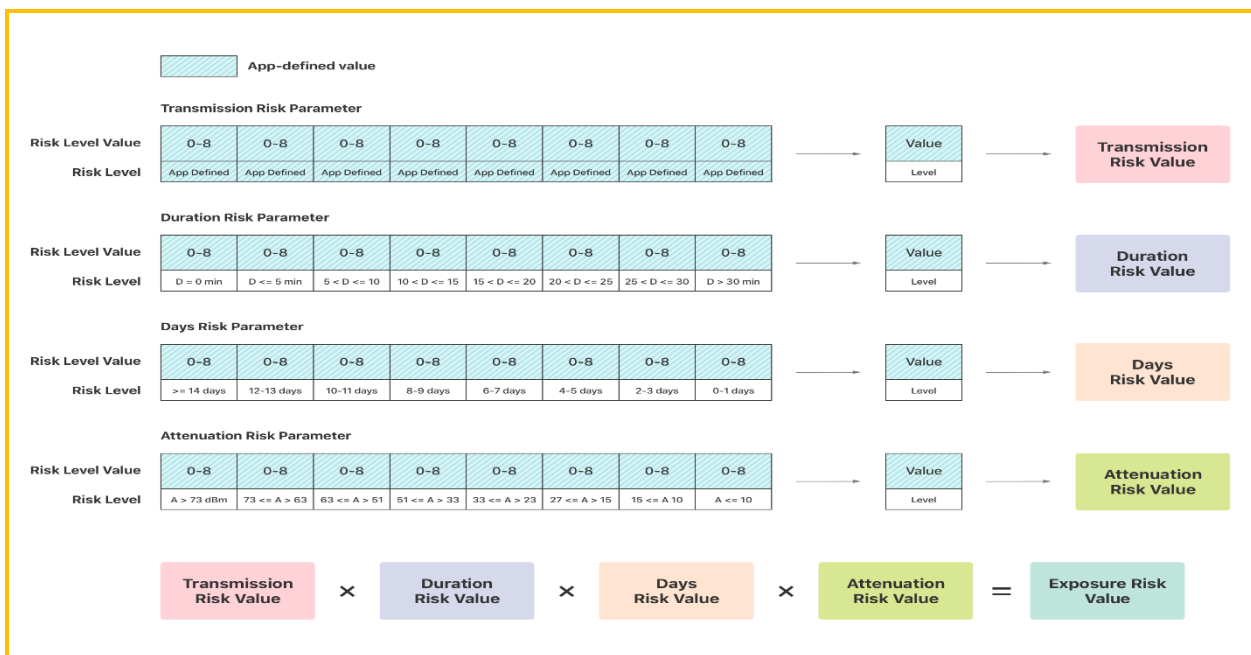 App-defined value
Transmission Risk Parameter
Risk Level Value 0-8 0-8 0-8 0-8 0-8 0-8 0-8 0-8 Value
Risk Level App Defined App Defined App Defined App Defined App Defined App Defined App Defined App Defined Level
Transmission
Risk Value
Duration Risk Parameter
Risk Level Value 0-8 0-8 0-8 0-8 0-8 0-8 0-8 0-8 Value
Risk Level D = 0 min D <= 5 min 5 < D <= 10 10 < D <= 15 15 < D <= 20 20 < D <= 25 25 < D <= 30 D > 30 min Level
Duration
Risk Value
Days Risk Parameter
Risk Level Value 0-8 0-8 0-8 0-8 0-8 0-8 0-8 0-8 Value
Risk Level >= 14 days 12-13 days 10-11 days 8-9 days 6-7 days 4-5 days 2-3 days 0-1 days Level
Days
Risk Value
Attenuation Risk Parameter
Risk Level Value 0-8 0-8 0-8 0-8 0-8 0-8 0-8 0-8 Value
Risk Level A > 73 dBm 73 <= A > 63 63 <= A > 51 51 <= A > 33 33 <= A > 23 27 <= A > 15 15 <= A 10 A <= 10 Level
Attenuation
Risk Value
Transmission Risk Value × Duration Risk Value × Days Risk Value × Attenuation Risk Value = Exposure Risk Value